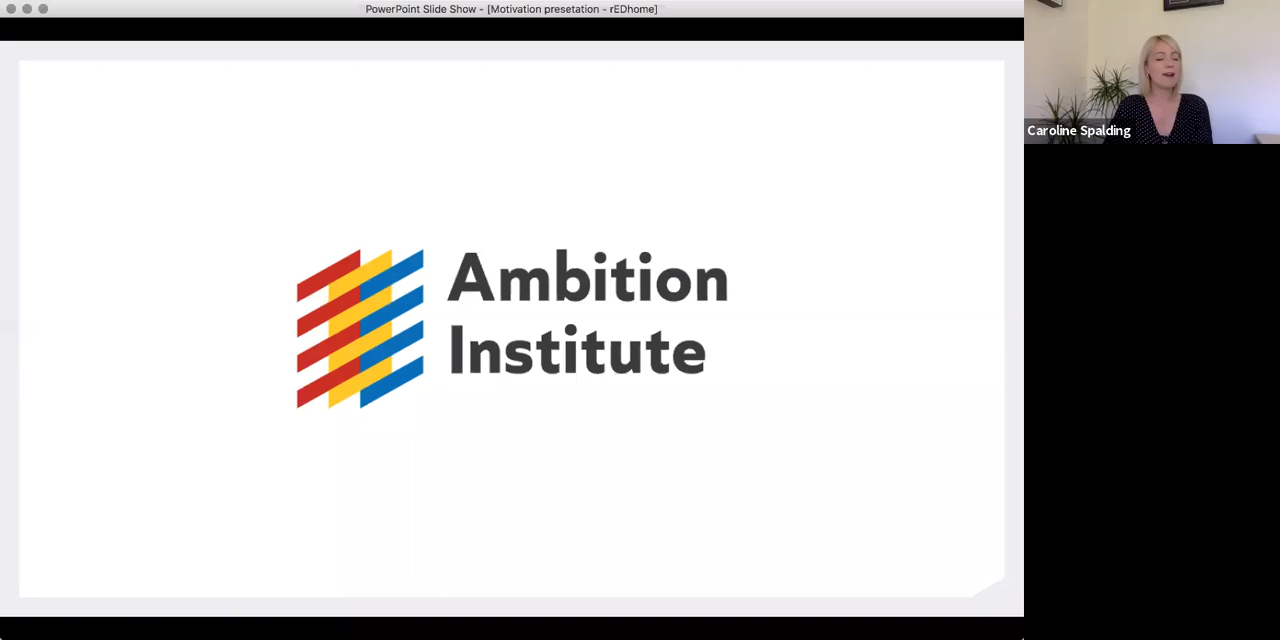 PowerPoint Slide Show - [Motivation presetation - rEDhome]
Caroline Spalding
Ambition
Institute